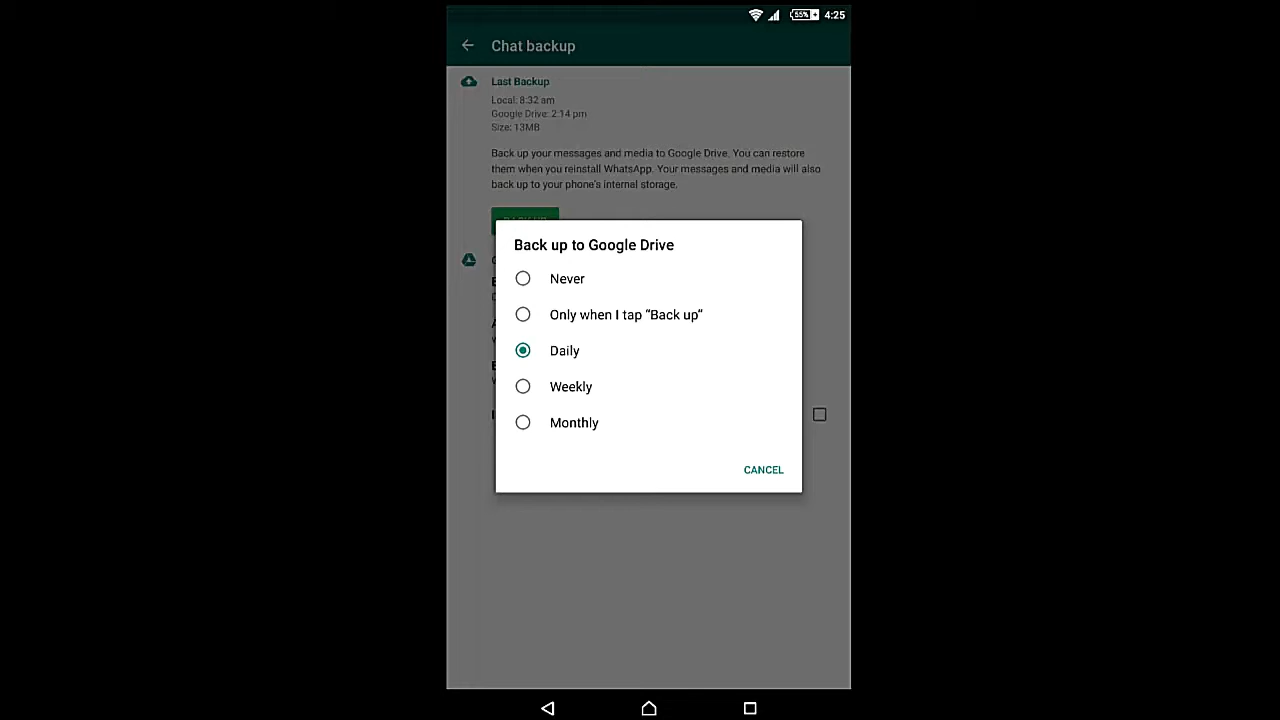 55% 4:25
Chat backup
Last Backup
Local: 8:32 am
Google Drive: 2:14 pm
Size: 13MB
Back up your messages and media to Google Drive. You can restore
them when you reinstall WhatsApp. Your messages and media will also
back up to your phone's internal storage.
Back up to Google Drive
Never
Only when I tap “Back up”
Daily
Weekly
Monthly
CANCEL